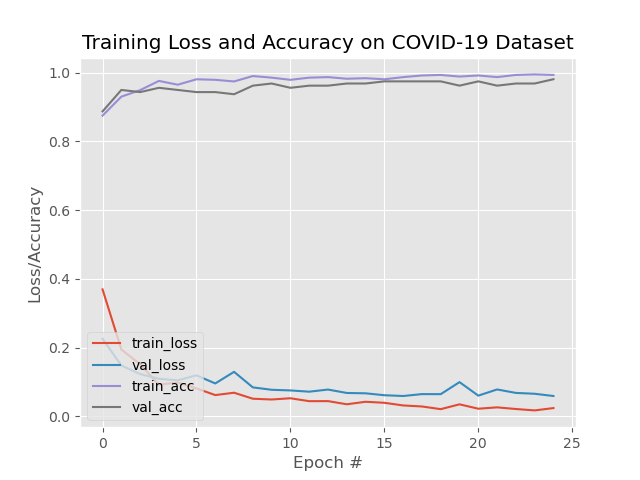 Training Loss and Accuracy on COVID-19 Dataset
1.0
0.8
0.6
0.4
0.2
0.0
Loss/Accuracy
train_loss
val_loss
train_acc
val_acc
0 5 10 15 20 25
Epoch #